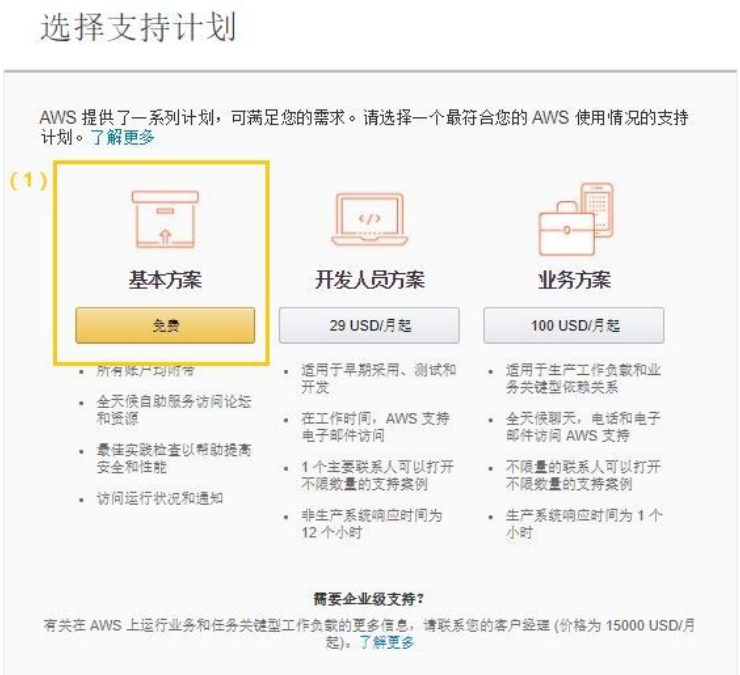 选择支持计划
AWS 提供了一系列计划，可满足您的需求。请选择一个最符合您的 AWS 使用情况的支持
计划。了解更多
(1)
</>
基本方案
免费
所有账户均附带
全天候自助服务访问论坛
和资源
最佳实践检查以帮助提高
安全和性能
访问运行状况和通知
开发人员方案
29 USD/月起
适用于早期采用、测试和
开发
在工作时间，AWS 支持
电子邮件访问
1 个主要联系人可以打开
不限数量的支持案例
非生产系统响应时间为
12 个小时
业务方案
100 USD/月起
适用于生产工作负载和业
务关键型依赖关系
全天候聊天，电话和电子
邮件访问 AWS 支持
不限量的联系人可以打开
不限数量的支持案例
生产系统响应时间为 1 个
小时
需要企业级支持?
有关在 AWS 上运行业务和任务关键型工作负载的更多信息，请联系您的客户经理 (价格为 15000 USD/月
起)。了解更多